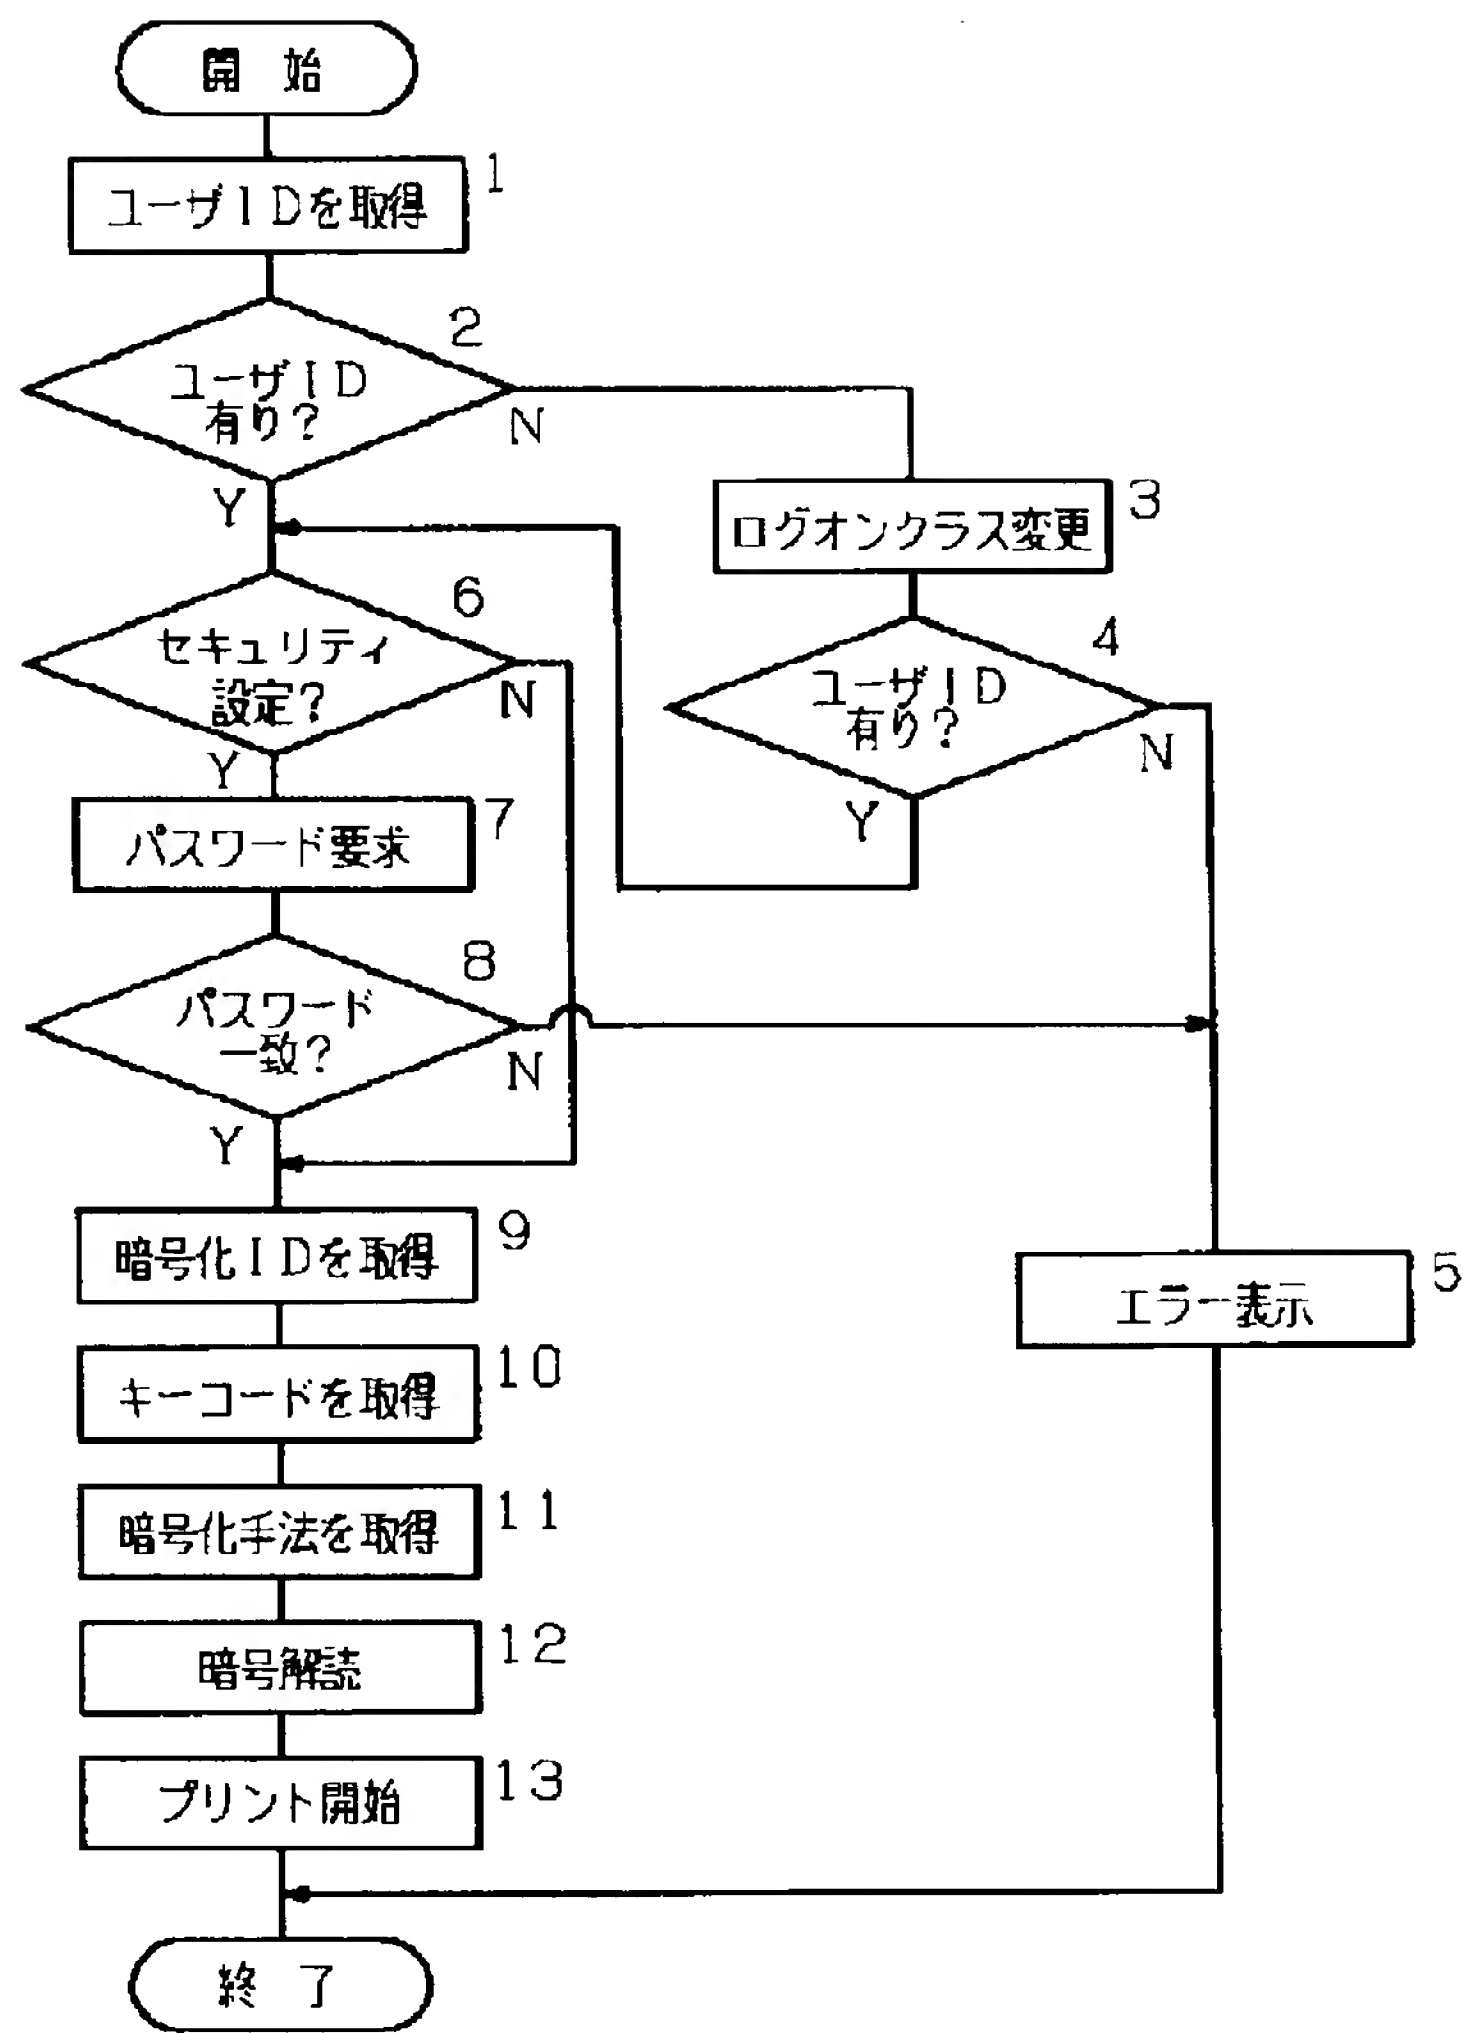 開始
1
ユーザIDを取得
2
ユーザID
有り?
N
Y
3
ログオンクラス変更
6
セキュリティ
設定?
N
Y
4
ユーザID
有り?
N
Y
7
パスワード要求
8
パスワード
一致?
N
Y
9
暗号化IDを取得
5
エラー表示
10
キーコードを取得
11
暗号化手法を取得
12
暗号解読
13
プリント開始
終了